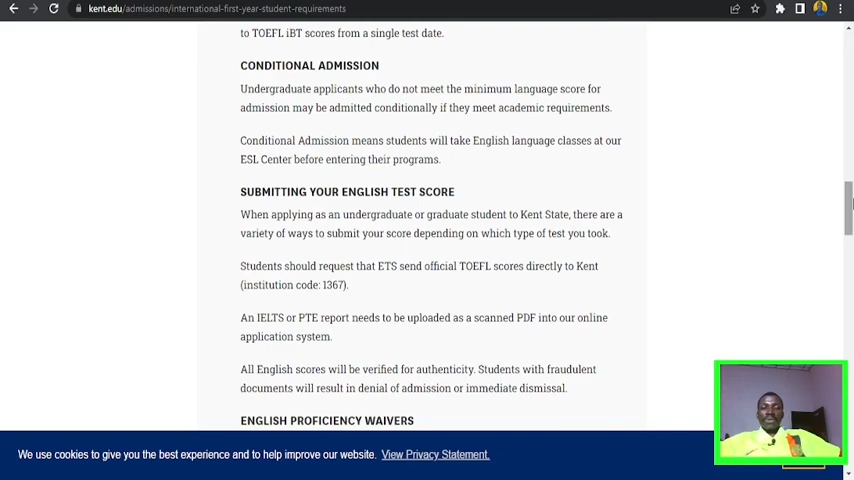 kent.edu/admissions/international-first-year-student-requirements
to TOEFL iBT scores from a single test date.
CONDITIONAL ADMISSION
Undergraduate applicants who do not meet the minimum language score for
admission may be admitted conditionally if they meet academic requirements.
Conditional Admission means students will take English language classes at our
ESL Center before entering their programs.
SUBMITTING YOUR ENGLISH TEST SCORE
When applying as an undergraduate or graduate student to Kent State, there are a
variety of ways to submit your score depending on which type of test you took.
Students should request that ETS send official TOEFL scores directly to Kent
(institution code: 1367).
An IELTS or PTE report needs to be uploaded as a scanned PDF into our online
application system.
All English scores will be verified for authenticity. Students with fraudulent
documents will result in denial of admission or immediate dismissal.
ENGLISH PROFICIENCY WAIVERS
We use cookies to give you the best experience and to help improve our website. View Privacy Statement.